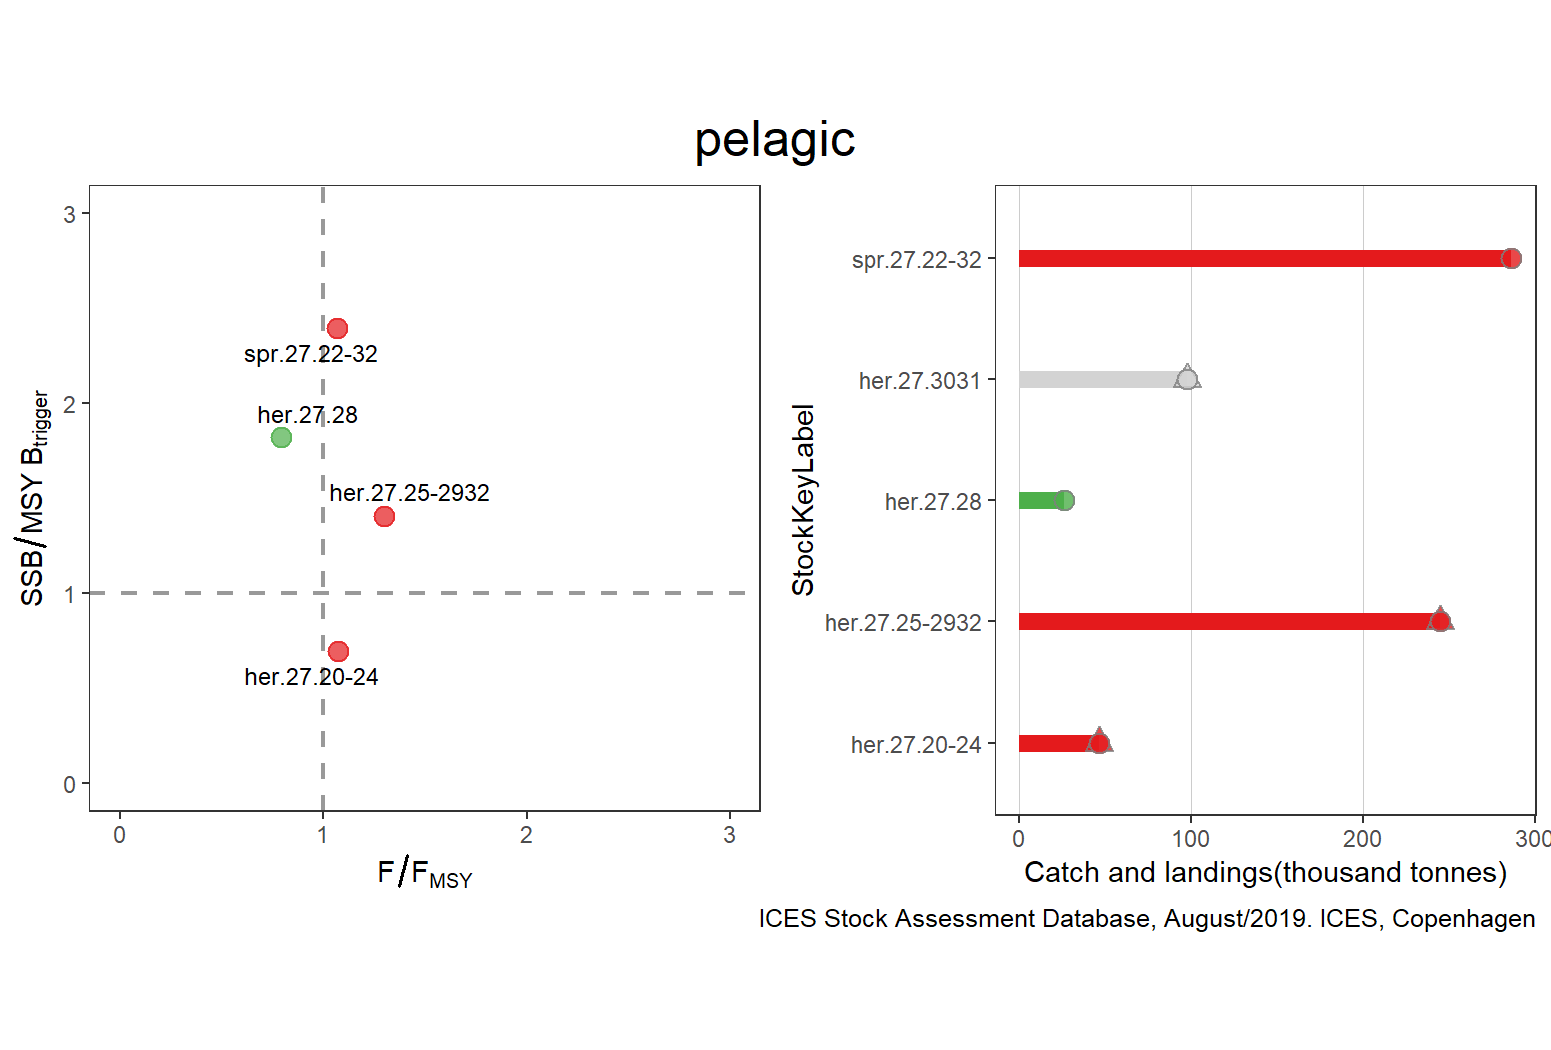 pelagic
3
2
1
0
SSB/MSY Btrigger
spr.27.22-32
her.27.28
her.27.25-2932
her.27.20-24
0 1 2 3
F/FMSY
StockKeyLabel
spr.27.22-32
her.27.3031
her.27.28
her.27.25-2932
her.27.20-24
0 100 200 300
Catch and landings(thousand tonnes)
ICES Stock Assessment Database, August/2019. ICES, Copenhagen